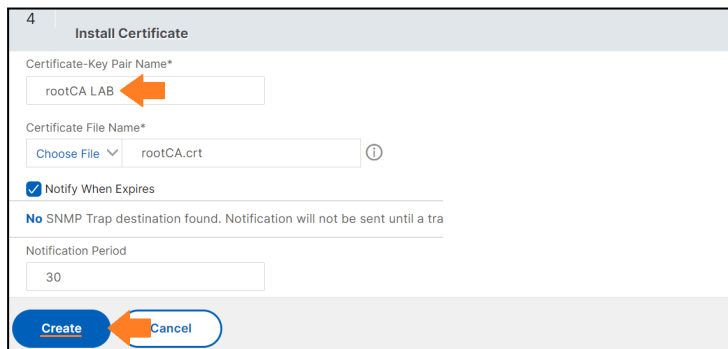 4
Install Certificate
Certificate-Key Pair Name*
rootCA LAB
Certificate File Name*
Choose File rootCA.crt
Notify When Expires
No SNMP Trap destination found. Notification will not be sent until a tra
Notification Period
30
Create Cancel